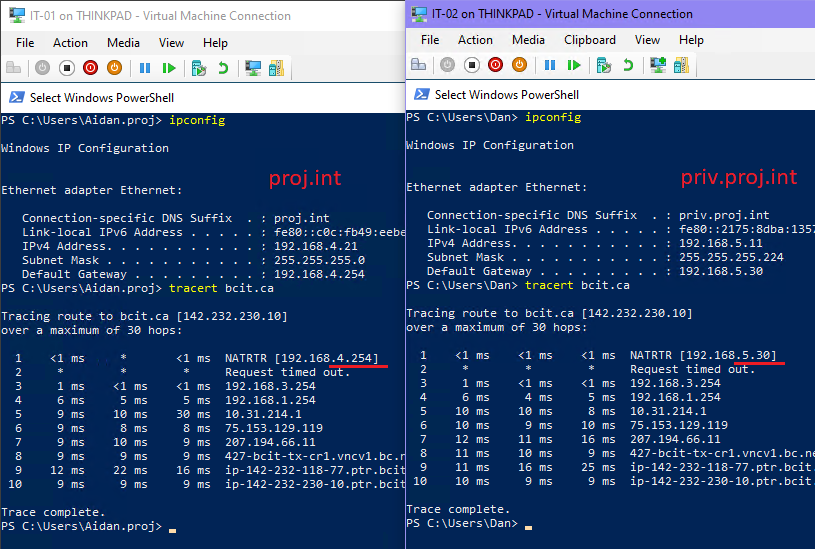 IT-01 on THINKPAD - Virtual Machine Connection
File Action Media View Help
Select Windows PowerShell
PS C:\Users\Aidan.proj> ipconfig
Windows IP Configuration
proj.int
Ethernet adapter Ethernet:
Connection-specific DNS Suffix . : proj.int
Link-local IPv6 Address . . . . . : fe80::c0c:fb49:eebe
IPv4 Address. . . . . . . . . . . : 192.168.4.21
Subnet Mask . . . . . . . . . . . : 255.255.255.0
Default Gateway . . . . . . . . . : 192.168.4.254
PS C:\Users\Aidan.proj> tracert bcit.ca
Tracing route to bcit.ca [142.232.230.10]
over a maximum of 30 hops:
1 <1 ms * <1 ms NATRTR [192.168.4.254]
2 * * * Request timed out.
3 1 ms <1 ms <1 ms 192.168.3.254
4 6 ms 5 ms 5 ms 192.168.1.254
5 9 ms 10 ms 30 ms 10.31.214.1
6 9 ms 8 ms 8 ms 75.153.129.119
7 9 ms 10 ms 9 ms 207.194.66.11
8 9 ms 9 ms 9 ms 427-bcit-tx-cr1.vncv1.bc.ne
9 12 ms 22 ms 16 ms ip-142-232-118-77.ptr.bcit.
10 9 ms 9 ms 9 ms ip-142-232-230-10.ptr.bcit.
Trace complete.
PS C:\Users\Aidan.proj>
IT-02 on THINKPAD - Virtual Machine Connection
File Action Media Clipboard View Help
Select Windows PowerShell
PS C:\Users\Dan> ipconfig
Windows IP Configuration
priv.proj.int
Ethernet adapter Ethernet:
Connection-specific DNS Suffix . : priv.proj.int
Link-local IPv6 Address . . . . . : fe80::2175:8dba:1357
IPv4 Address. . . . . . . . . . . : 192.168.5.11
Subnet Mask . . . . . . . . . . . : 255.255.255.224
Default Gateway . . . . . . . . . : 192.168.5.30
PS C:\Users\Dan> tracert bcit.ca
Tracing route to bcit.ca [142.232.230.10]
over a maximum of 30 hops:
1 <1 ms <1 ms <1 ms NATRTR [192.168.5.30]
2 * * * Request timed out.
3 1 ms <1 ms <1 ms 192.168.3.254
4 6 ms 4 ms 5 ms 192.168.1.254
5 10 ms 10 ms 8 ms 10.31.214.1
6 10 ms 9 ms 10 ms 75.153.129.119
7 12 ms 11 ms 16 ms 207.194.66.11
8 11 ms 10 ms 9 ms 427-bcit-tx-cr1.vncv1.bc.ne
9 11 ms 16 ms 25 ms ip-142-232-118-77.ptr.bcit.
10 10 ms 9 ms 9 ms ip-142-232-230-10.ptr.bcit.
Trace complete.
PS C:\Users\Dan>